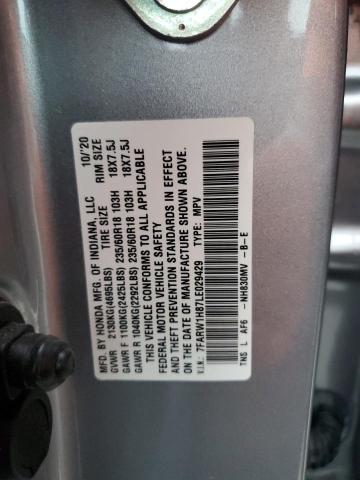 MFD. BY HONDA MFG. OF INDIANA, LLC 10/'20
TIRE SIZE RIM SIZE
GVWR 2130KG(4695LBS)
GAWR F 1100KG(2425LBS) 235/60R18 103H 18X7.5J
GAWR R 1040KG(2292LBS) 235/60R18 103H 18X7.5J
THIS VEHICLE CONFORMS TO ALL APPLICABLE
FEDERAL MOTOR VEHICLE SAFETY
AND THEFT PREVENTION STANDARDS IN EFFECT
ON THE DATE OF MANUFACTURE SHOWN ABOVE.
V.I.N.: 7FARW1H87LE029429 TYPE: MPV
TNS L AF6 -NH830MV -B-E